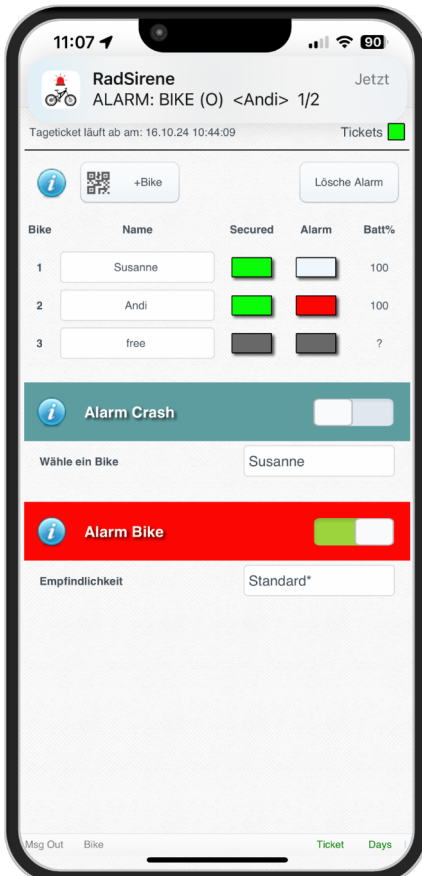 11:07
90
RadSirene
Jetzt
ALARM: BIKE (O) <Andi> 1/2
Tageticket läuft ab am: 16.10.24 10:44:09
Tickets
+Bike
Lösche Alarm
Bike Name Secured Alarm Batt%
1 Susanne 100
2 Andi 100
3 free ?
i Alarm Crash
Wähle ein Bike Susanne
i Alarm Bike
Empfindlichkeit Standard*
Msg Out Bike Ticket Days